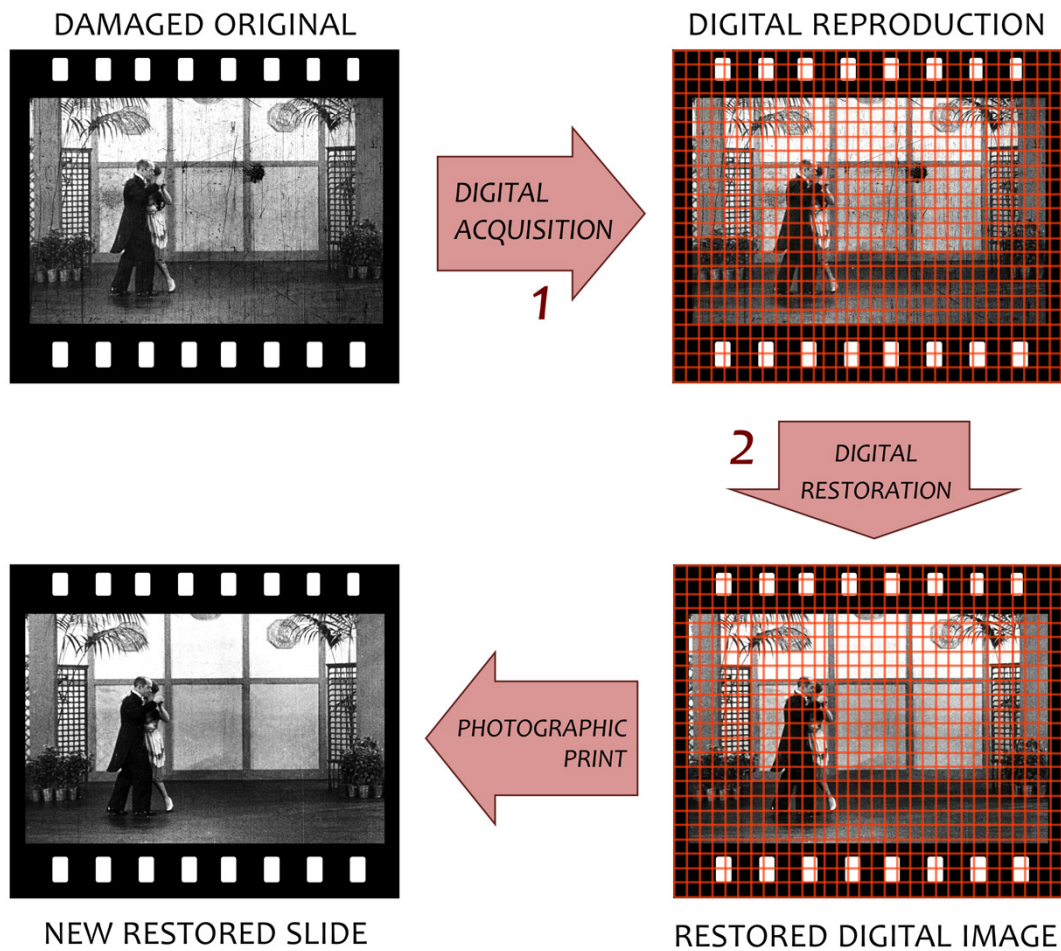 DAMAGED ORIGINAL
DIGITAL REPRODUCTION
DIGITAL
ACQUISITION
1
2
DIGITAL
RESTORATION
PHOTOGRAPHIC
PRINT
NEW RESTORED SLIDE
RESTORED DIGITAL IMAGE